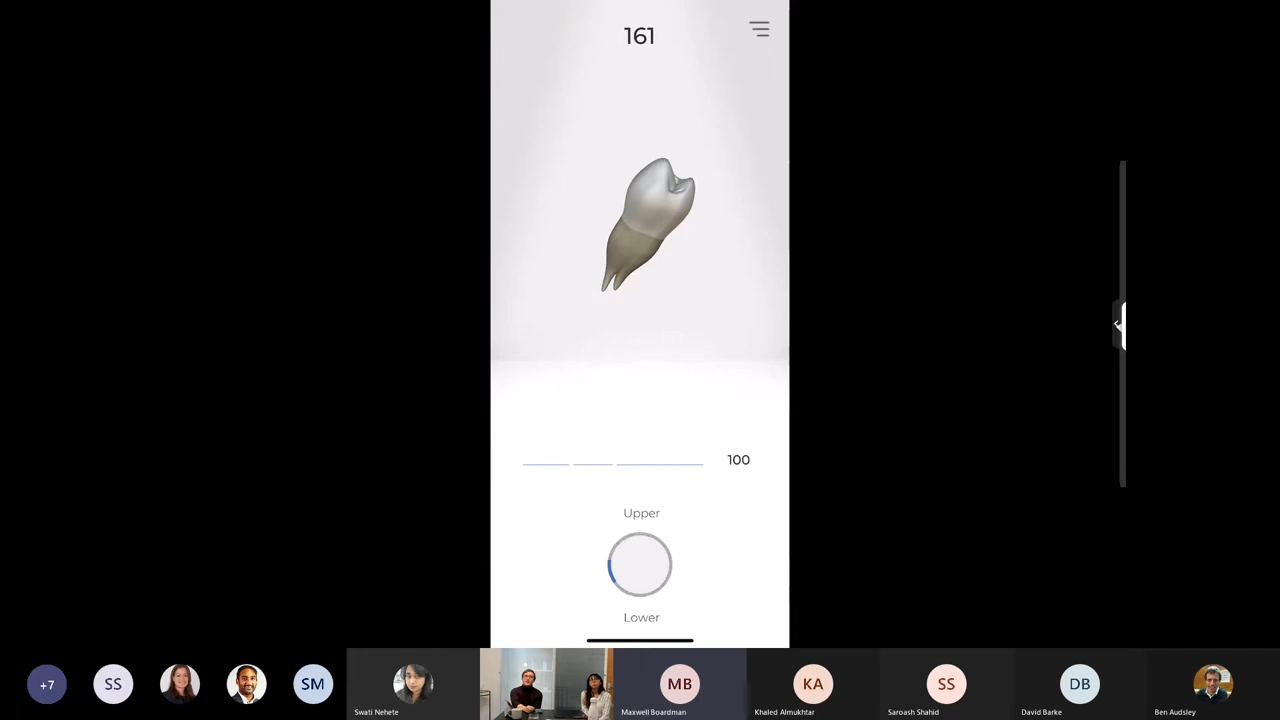 161
100
Upper
Lower
+7
SS
SM
MB
KA
SS
DB
Swati Nehete
Maxwell Boardman
Khaled Almukhtar
Saroash Shahid
David Barke
Ben Audsley